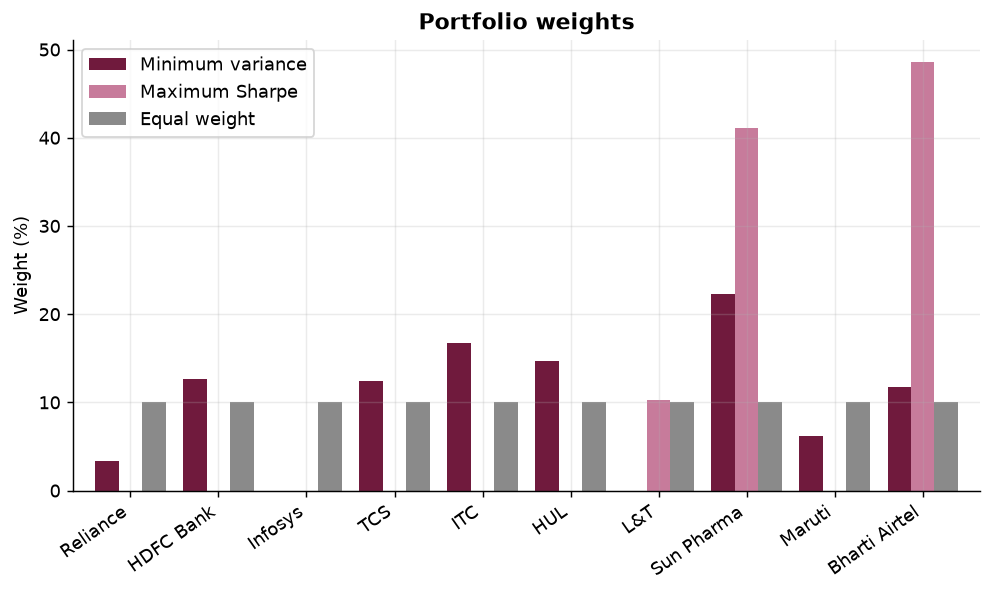 Portfolio weights
Minimum variance
Maximum Sharpe
Equal weight
Weight (%)
50
40
30
20
10
0
Reliance
HDFC Bank
Infosys
TCS
ITC
HUL
L&T
Sun Pharma
Maruti
Bharti Airtel